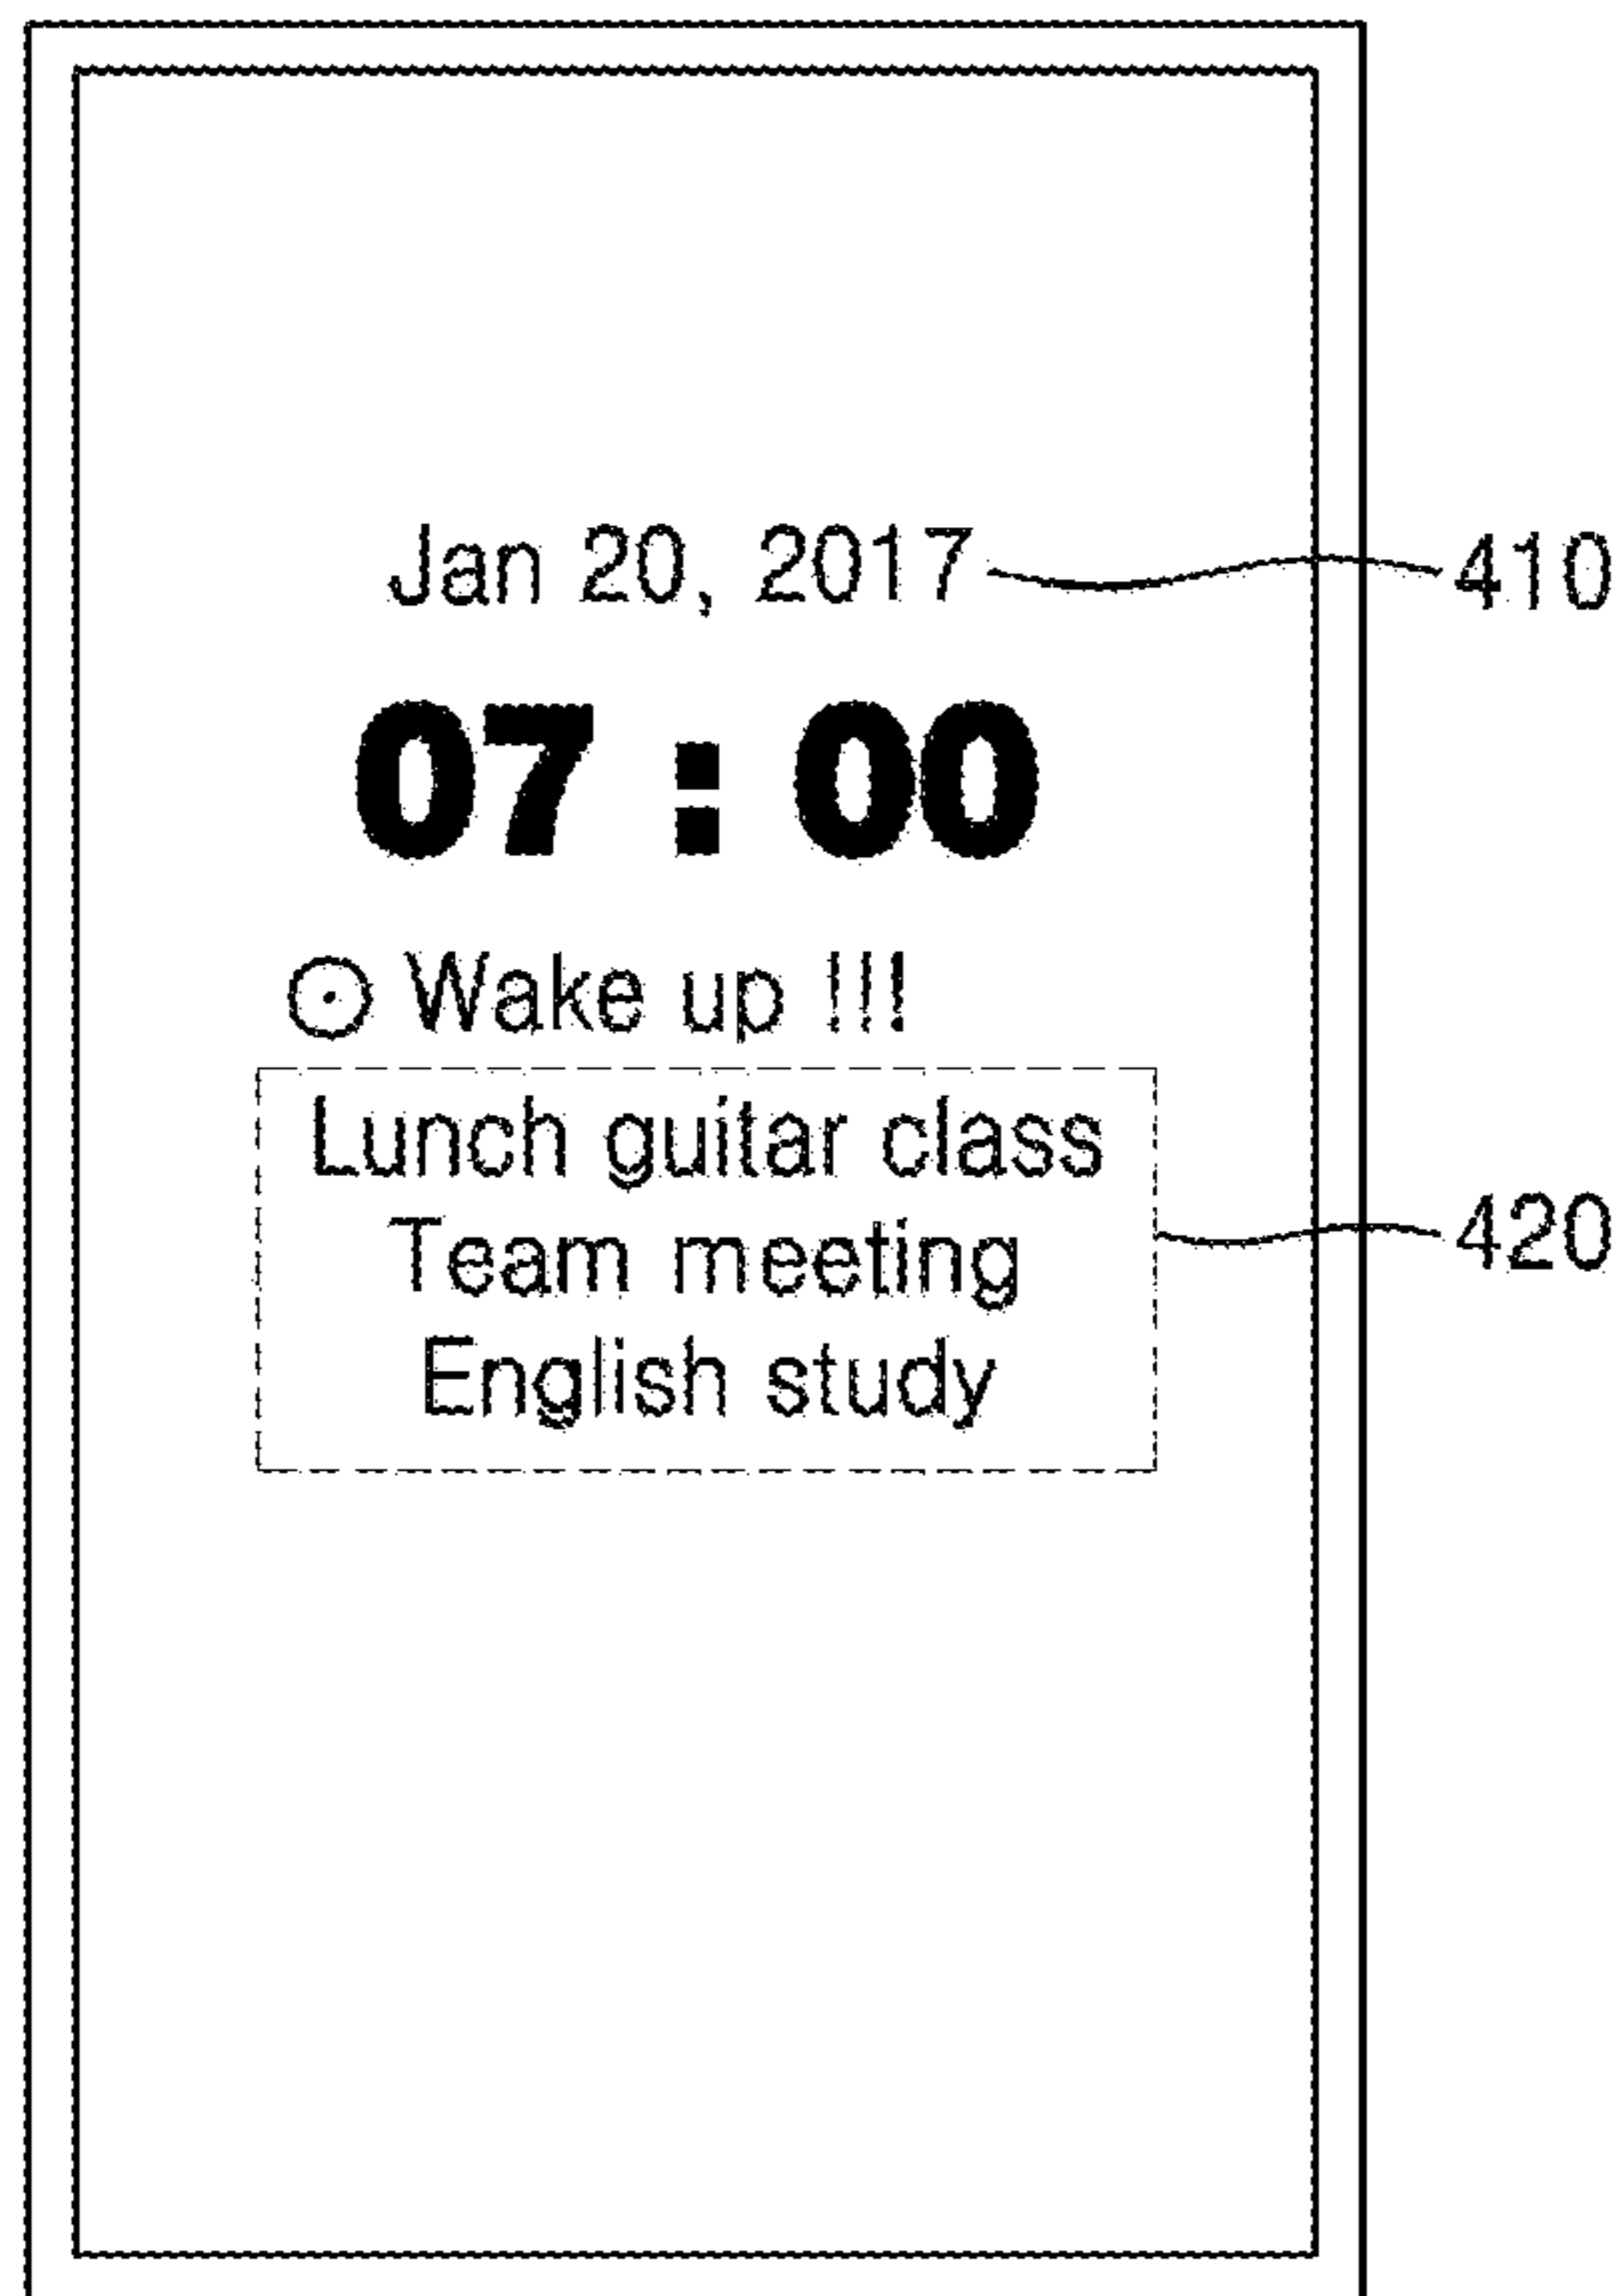 Jan 20, 2017 410
07 : 00
⊙ Wake up !!!
Lunch guitar class
Team meeting 420
English study